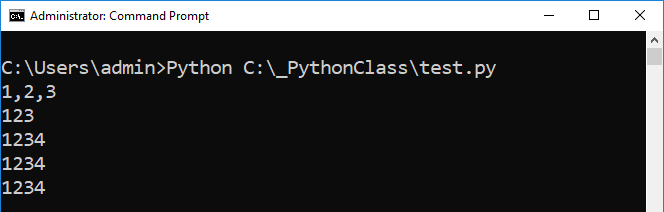 Administrator: Command Prompt
C:\Users\admin>Python C:\_PythonClass\test.py
1,2,3
123
1234
1234
1234